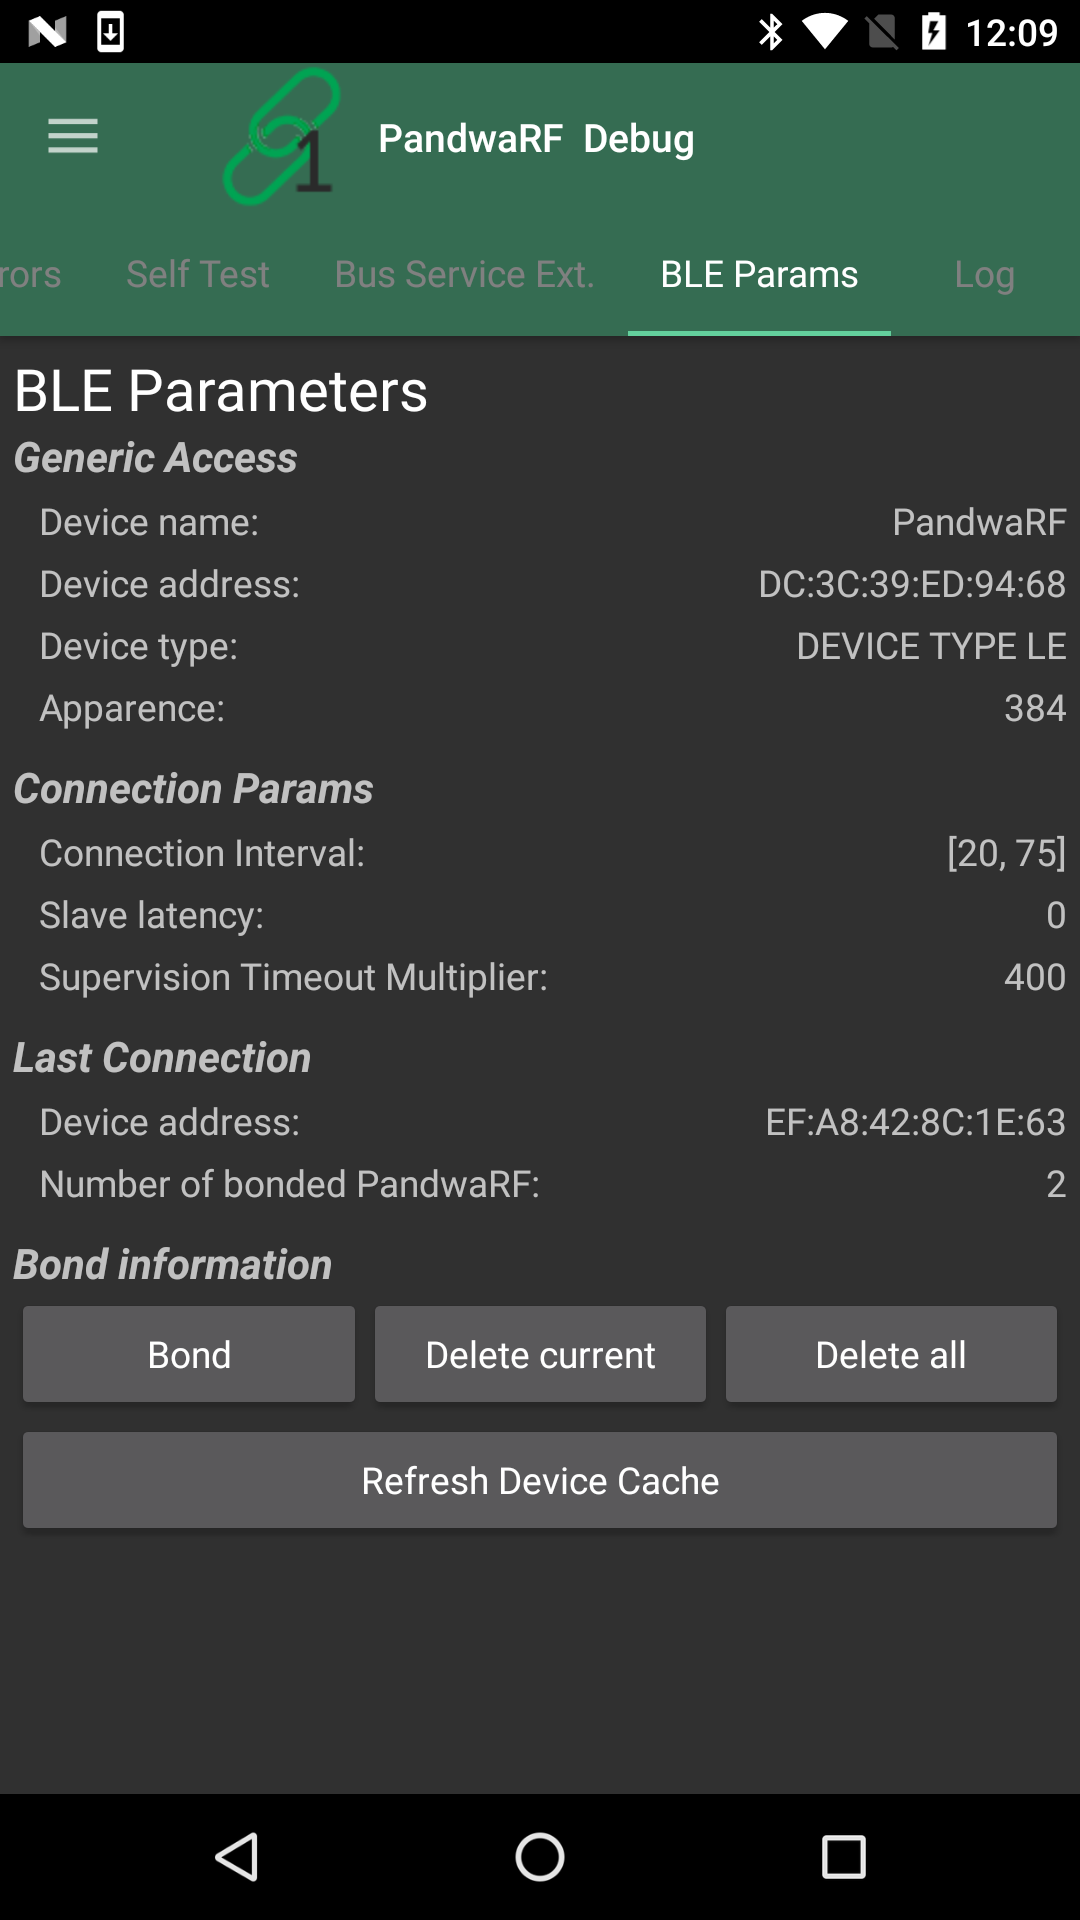 12:09
1
PandwaRF Debug
rors Self Test Bus Service Ext. BLE Params Log
BLE Parameters
Generic Access
Device name: PandwaRF
Device address: DC:3C:39:ED:94:68
Device type: DEVICE TYPE LE
Apparence: 384
Connection Params
Connection Interval: [20, 75]
Slave latency: 0
Supervision Timeout Multiplier: 400
Last Connection
Device address: EF:A8:42:8C:1E:63
Number of bonded PandwaRF: 2
Bond information
Bond Delete current Delete all
Refresh Device Cache